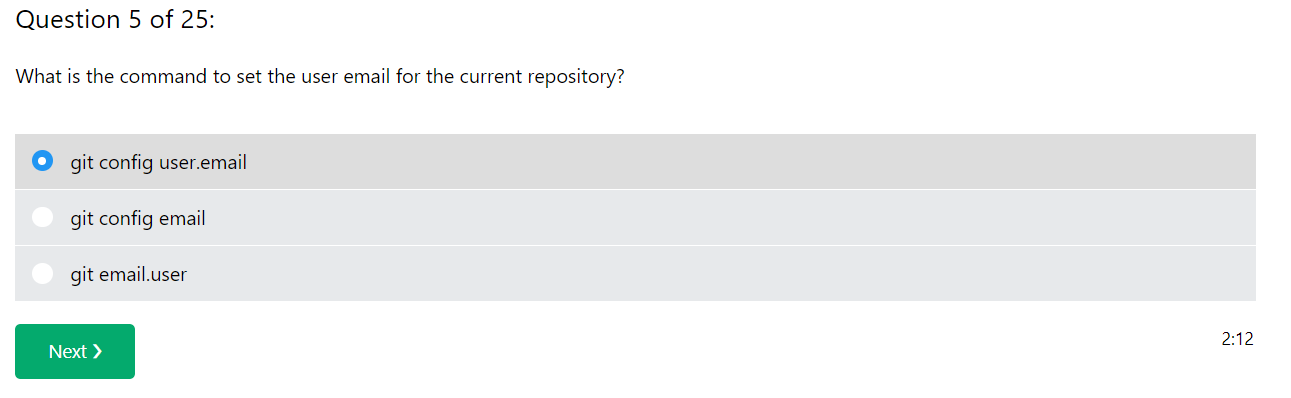 Question 5 of 25:
What is the command to set the user email for the current repository?
git config user.email
git config email
git email.user
Next ❯
2:12